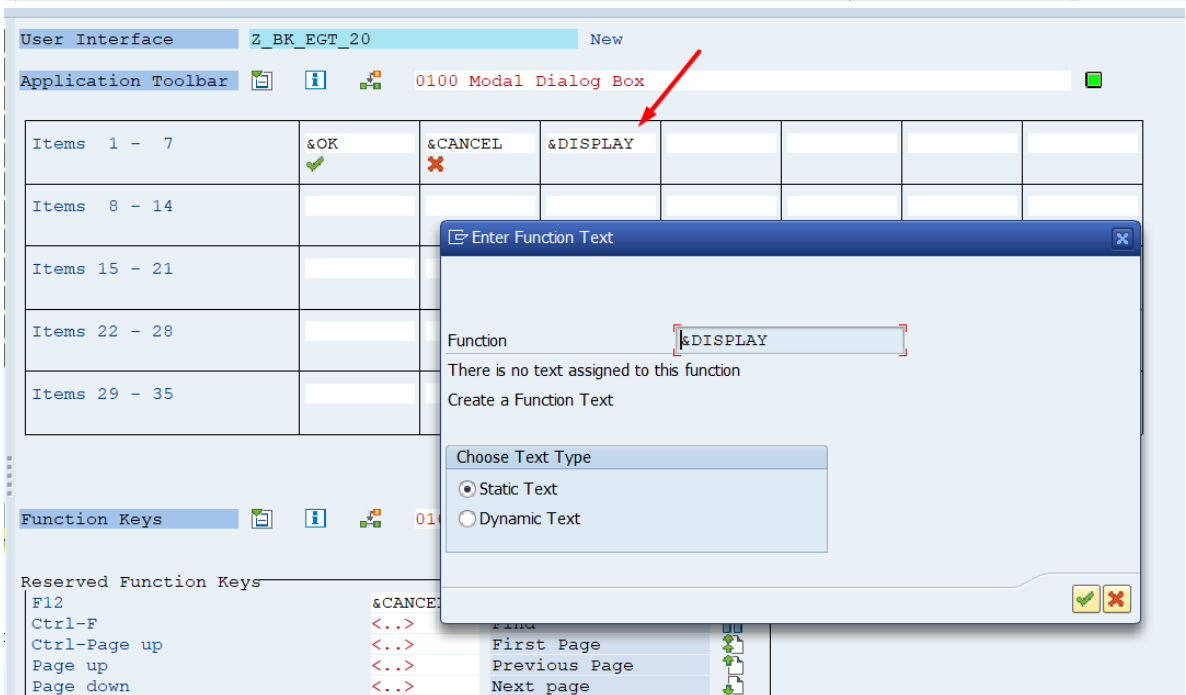 User Interface Z_BK_EGT_20 New
Application Toolbar 0100 Modal Dialog Box
Items 1 - 7 &OK &CANCEL &DISPLAY
Items 8 - 14
Items 15 - 21
Items 22 - 28
Items 29 - 35
Enter Function Text
Function &DISPLAY
There is no text assigned to this function
Create a Function Text
Choose Text Type
Static Text
Dynamic Text
Function Keys
Reserved Function Keys
F12 &CANCE
Ctrl-F <..> Find
Ctrl-Page up <..> First Page
Page up <..> Previous Page
Page down <..> Next page